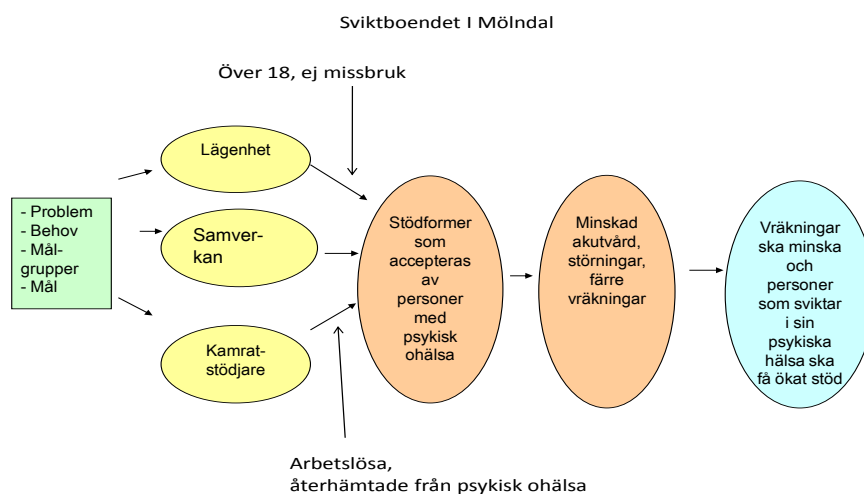 Sviktboendet I Mölndal
Över 18, ej missbruk
Lägenhet
- Problem
- Behov
- Mål-
grupper
- Mål
Samver-
kan
Kamrat-
stödjare
Stödformer
som
accepteras
av
personer
med
psykisk
ohälsa
Minskad
akutvård,
störningar,
färre
vräkningar
Vräkningar
ska minska
och
personer
som sviktar
i sin
psykiska
hälsa ska
få ökat stöd
Arbetslösa,
återhämtade från psykisk ohälsa